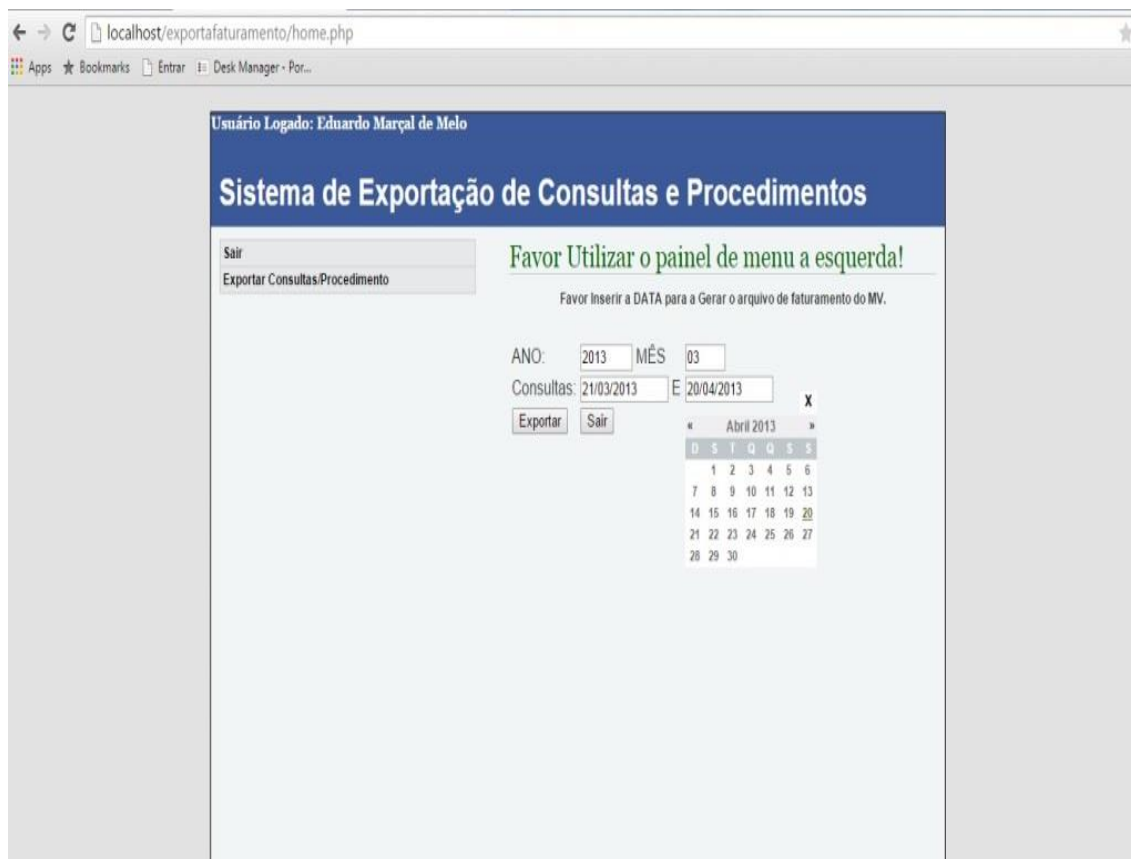 localhost/exportafaturamento/home.php
Apps Bookmarks Entrar Desk Manager - Por...
Usuário Logado: Eduardo Marçal de Melo
Sistema de Exportação de Consultas e Procedimentos
Sair
Exportar Consultas/Procedimento
Favor Utilizar o painel de menu a esquerda!
Favor Inserir a DATA para a Gerar o arquivo de faturamento do MV.
ANO: 2013 MÊS 03
Consultas: 21/03/2013 E 20/04/2013
Exportar Sair
X
« Abril 2013 »
D S T Q Q S S
1 2 3 4 5 6
7 8 9 10 11 12 13
14 15 16 17 18 19 20
21 22 23 24 25 26 27
28 29 30